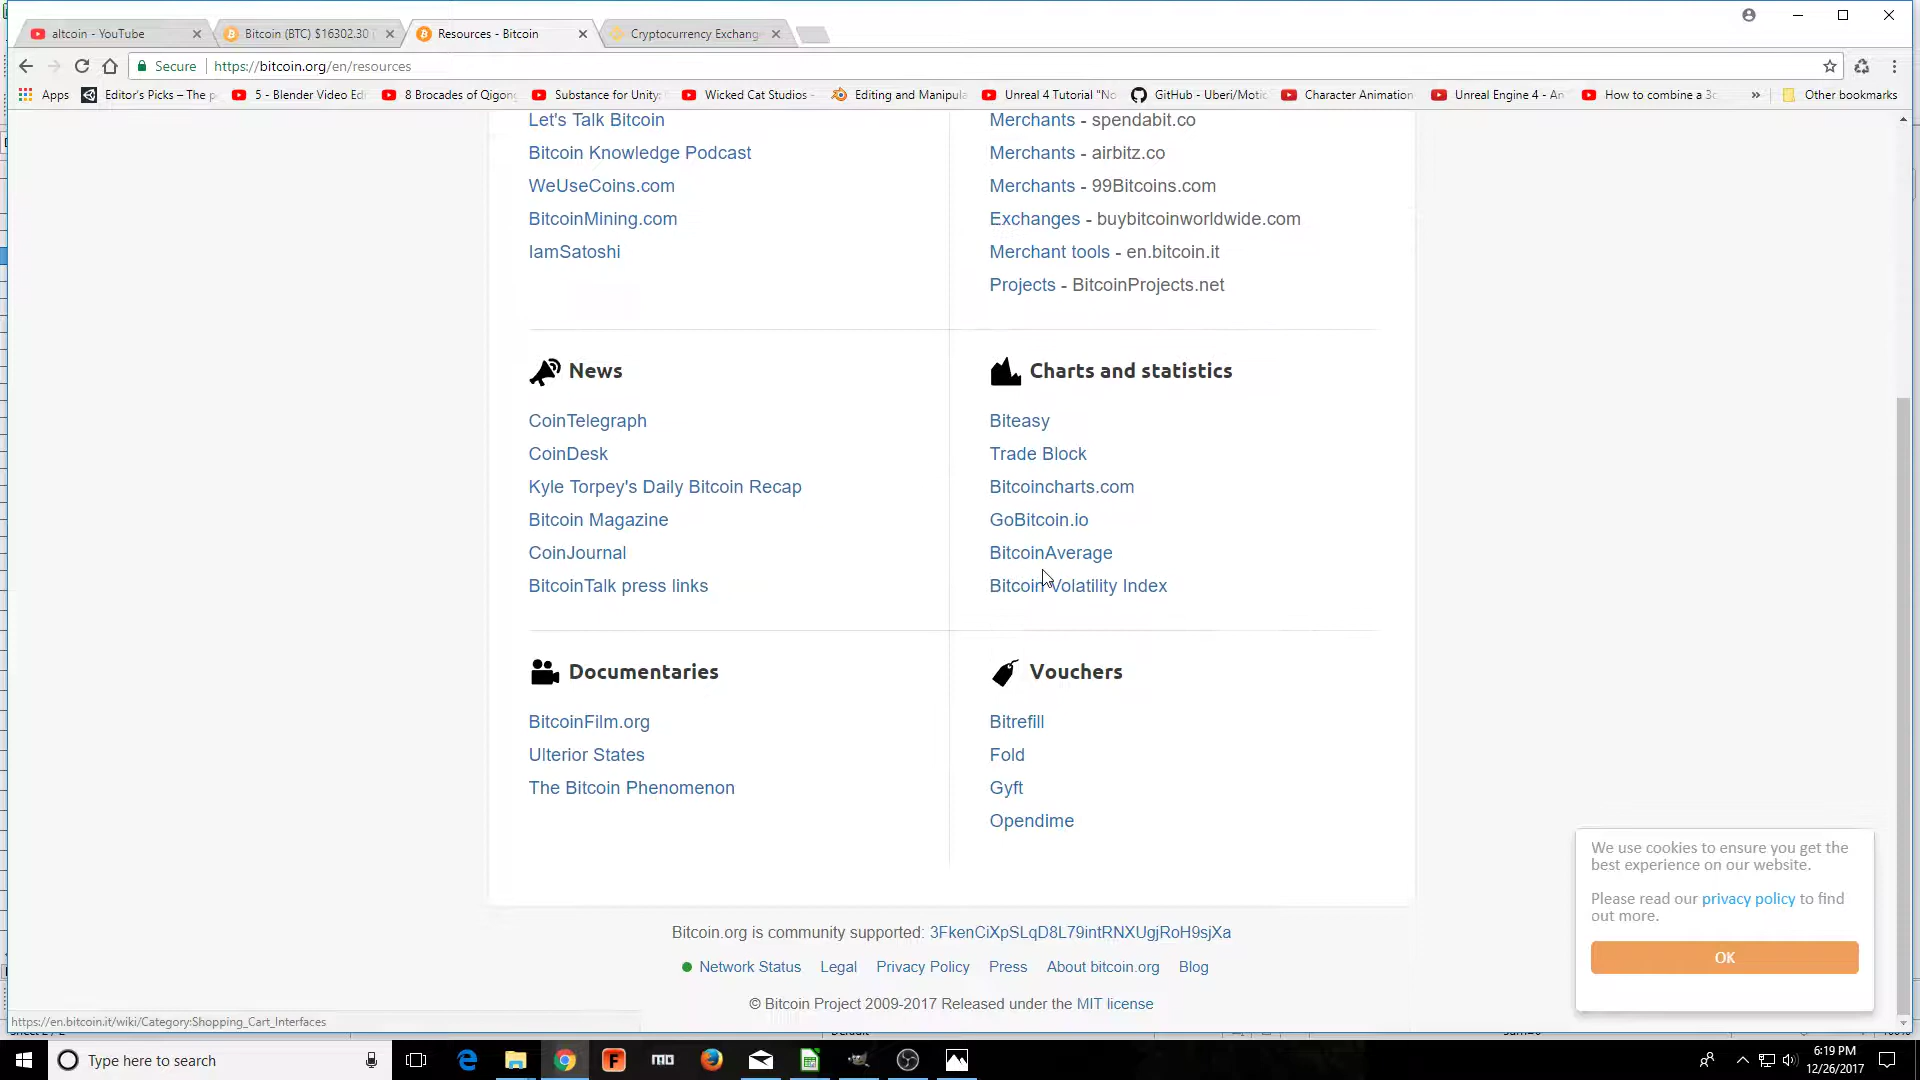 altcoin - YouTube
Bitcoin (BTC) $16302.30 (
Resources - Bitcoin
Cryptocurrency Exchang
Secure
https://bitcoin.org/en/resources
Apps
Editor's Picks – The p
5 - Blender Video Edi
8 Brocades of Qigong
Substance for Unity:
Wicked Cat Studios -
Editing and Manipula
Unreal 4 Tutorial "No
GitHub - Uberi/Motio
Character Animation
Unreal Engine 4 - An
How to combine a 3d
»
Other bookmarks
Let's Talk Bitcoin
Bitcoin Knowledge Podcast
WeUseCoins.com
BitcoinMining.com
IamSatoshi
Merchants - spendabit.co
Merchants - airbitz.co
Merchants - 99Bitcoins.com
Exchanges - buybitcoinworldwide.com
Merchant tools - en.bitcoin.it
Projects - BitcoinProjects.net
News
CoinTelegraph
CoinDesk
Kyle Torpey's Daily Bitcoin Recap
Bitcoin Magazine
CoinJournal
BitcoinTalk press links
Charts and statistics
Biteasy
Trade Block
Bitcoincharts.com
GoBitcoin.io
BitcoinAverage
Bitcoin Volatility Index
Documentaries
BitcoinFilm.org
Ulterior States
The Bitcoin Phenomenon
Vouchers
Bitrefill
Fold
Gyft
Opendime
We use cookies to ensure you get the
best experience on our website.
Please read our privacy policy to find
out more.
OK
Bitcoin.org is community supported: 3FkenCiXpSLqD8L79intRNXUgjRoH9sjXa
Network Status Legal Privacy Policy Press About bitcoin.org Blog
© Bitcoin Project 2009-2017 Released under the MIT license
https://en.bitcoin.it/wiki/Category:Shopping_Cart_Interfaces
Type here to search
6:19 PM
12/26/2017